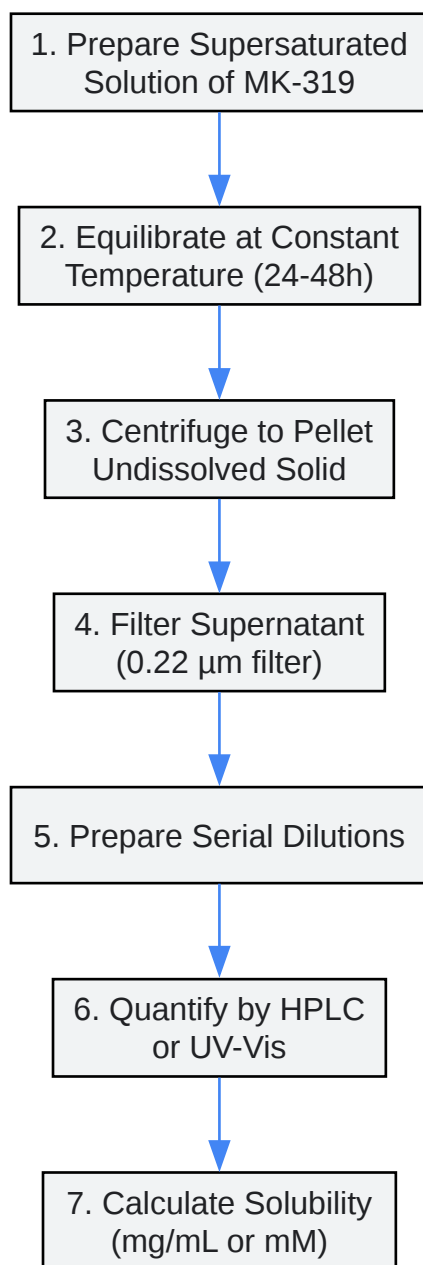 1. Prepare Supersaturated
Solution of MK-319
2. Equilibrate at Constant
Temperature (24-48h)
3. Centrifuge to Pellet
Undissolved Solid
4. Filter Supernatant
(0.22 µm filter)
5. Prepare Serial Dilutions
6. Quantify by HPLC
or UV-Vis
7. Calculate Solubility
(mg/mL or mM)